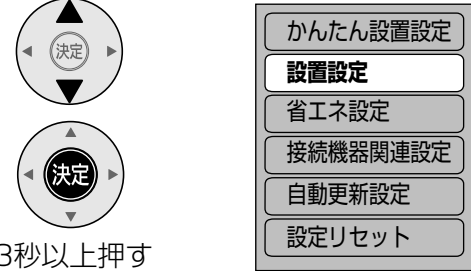 決定
決定
3秒以上押す
かんたん設置設定
設置設定
省エネ設定
接続機器関連設定
自動更新設定
設定リセット